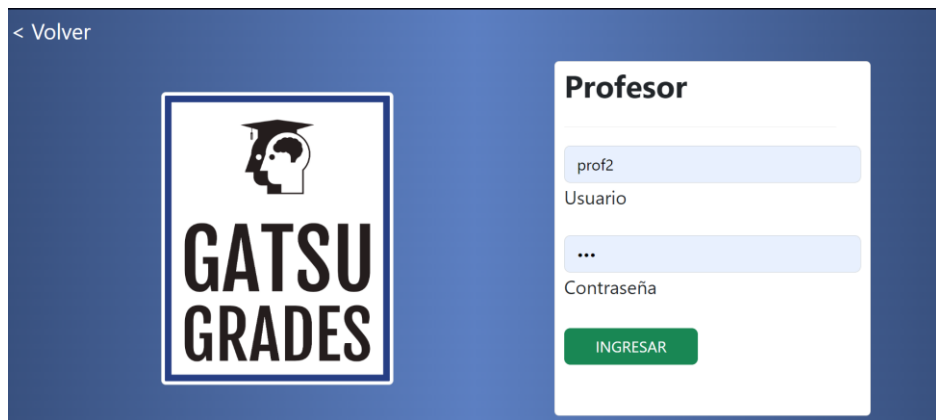 < Volver
GATSU
GRADES
Profesor
prof2
Usuario
•••
Contraseña
INGRESAR